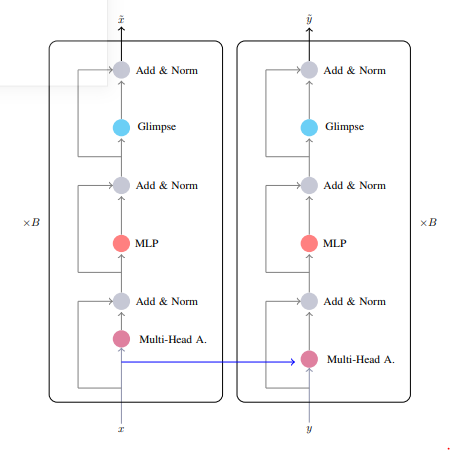 x̃
Add & Norm
Glimpse
Add & Norm
×B
MLP
Add & Norm
Multi-Head A.
x
ỹ
Add & Norm
Glimpse
Add & Norm
×B
MLP
Add & Norm
Multi-Head A.
y